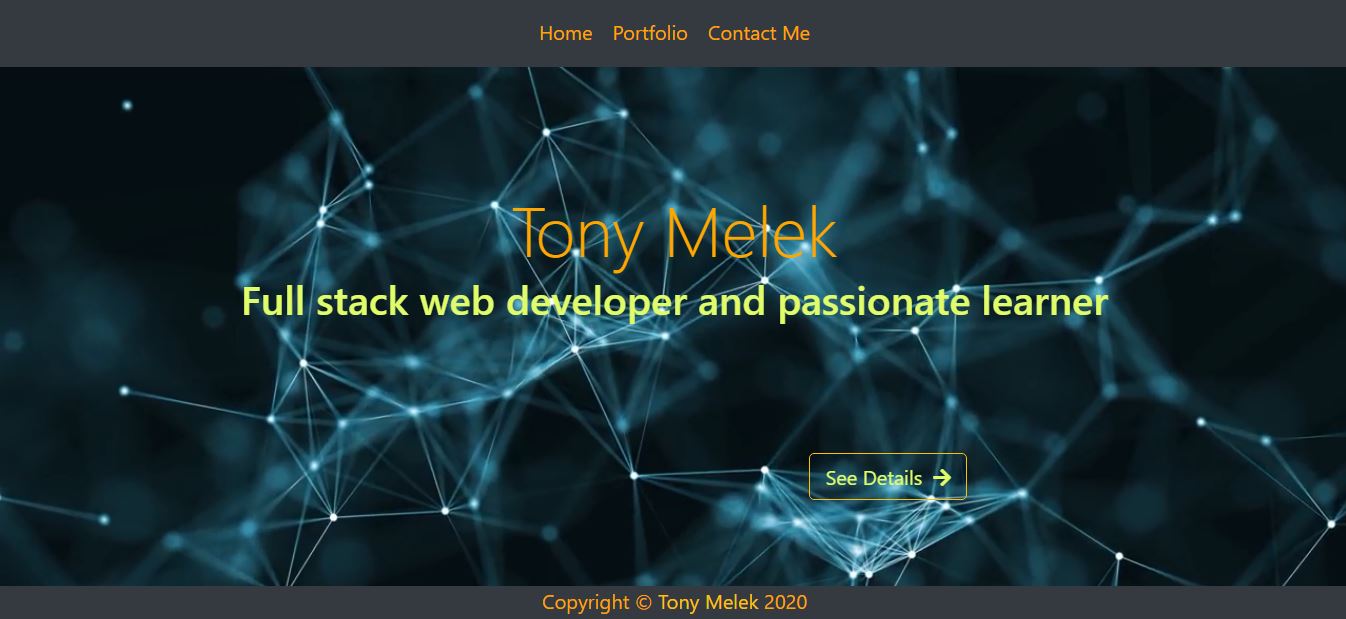 Home Portfolio Contact Me
Tony Melek
Full stack web developer and passionate learner
See Details
Copyright © Tony Melek 2020